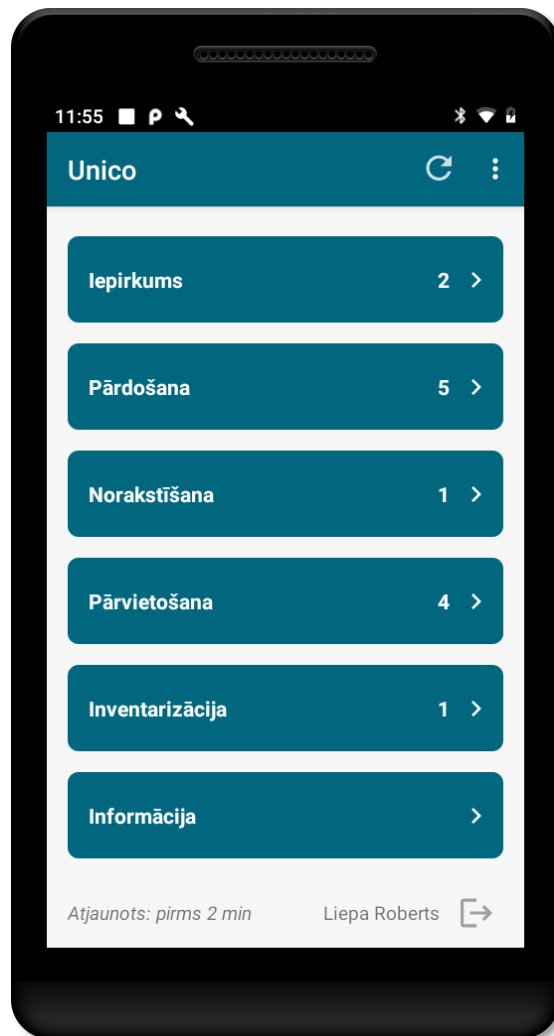 11:55
Unico
Iepirkums 2
Pārdošana 5
Norakstīšana 1
Pārvietošana 4
Inventarizācija 1
Informācija
Atjaunots: pirms 2 min Liepa Roberts